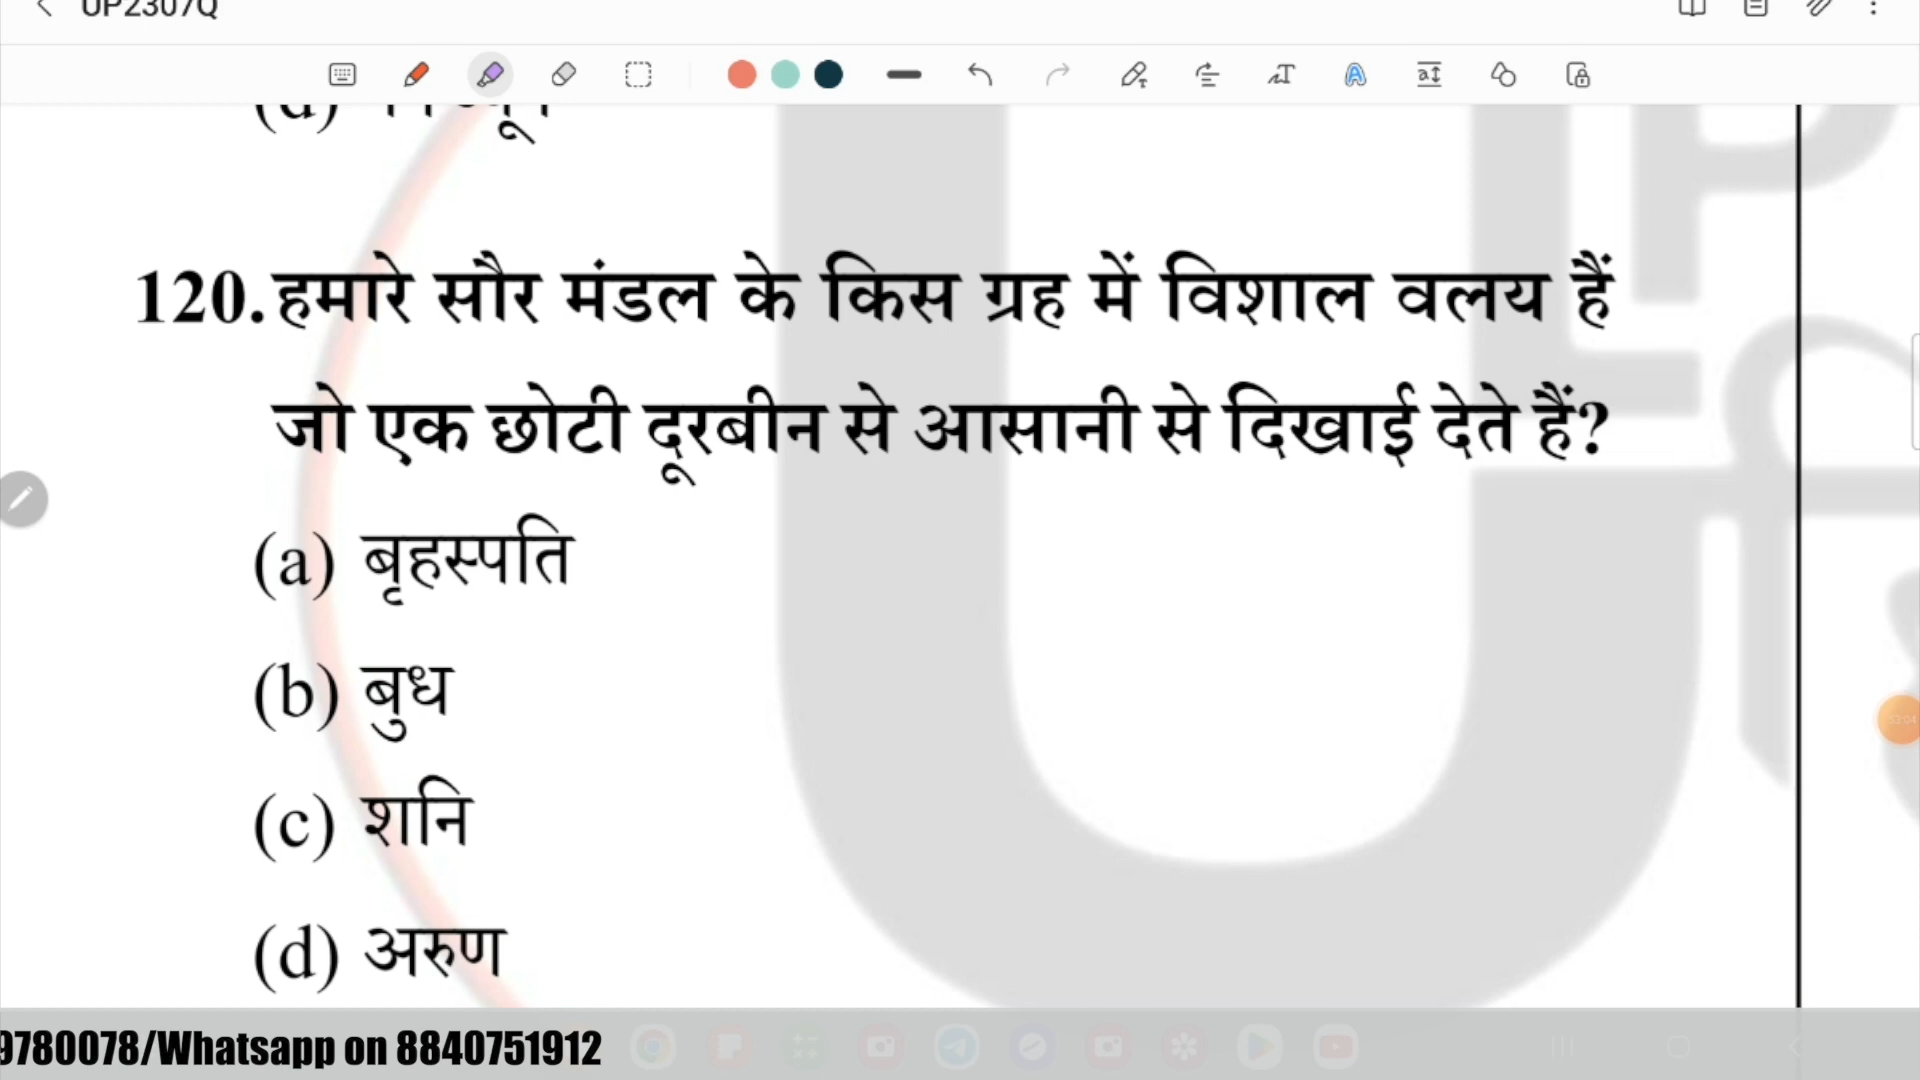 UP2307Q
120. हमारे सौर मंडल के किस ग्रह में विशाल वलय हैं
जो एक छोटी दूरबीन से आसानी से दिखाई देते हैं?
(a) बृहस्पति
(b) बुध
(c) शनि
(d) अरुण
9780078/Whatsapp on 8840751912